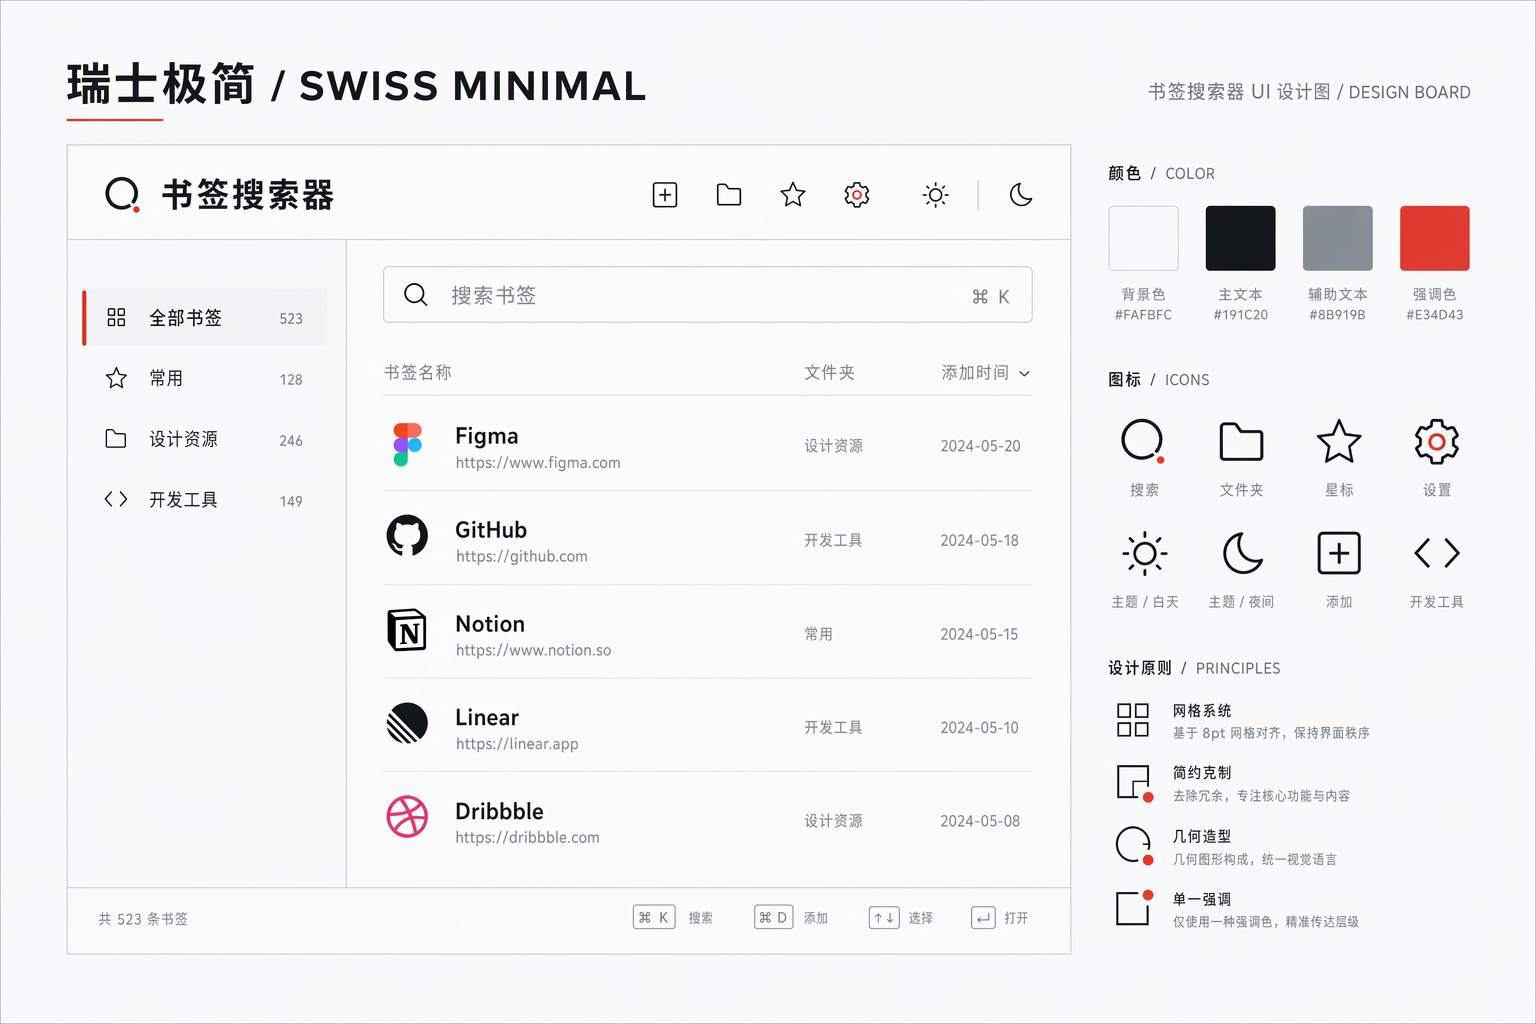 瑞士极简 / SWISS MINIMAL
书签搜索器 UI 设计图 / DESIGN BOARD
书签搜索器
全部书签 523
常用 128
设计资源 246
开发工具 149
搜索书签 ⌘ K
书签名称 文件夹 添加时间
Figma
https://www.figma.com
设计资源 2024-05-20
GitHub
https://github.com
开发工具 2024-05-18
N
Notion
https://www.notion.so
常用 2024-05-15
Linear
https://linear.app
开发工具 2024-05-10
Dribbble
https://dribbble.com
设计资源 2024-05-08
共 523 条书签
⌘ K 搜索 ⌘ D 添加 ↑↓ 选择 ↵ 打开
颜色 / COLOR
背景色 主文本 辅助文本 强调色
#FAFBFC #191C20 #8B919B #E34D43
图标 / ICONS
搜索 文件夹 星标 设置
主题 / 白天 主题 / 夜间 添加 开发工具
设计原则 / PRINCIPLES
网格系统
基于 8pt 网格对齐，保持界面秩序
简约克制
去除冗余，专注核心功能与内容
几何造型
几何图形构成，统一视觉语言
单一强调
仅使用一种强调色，精准传达层级